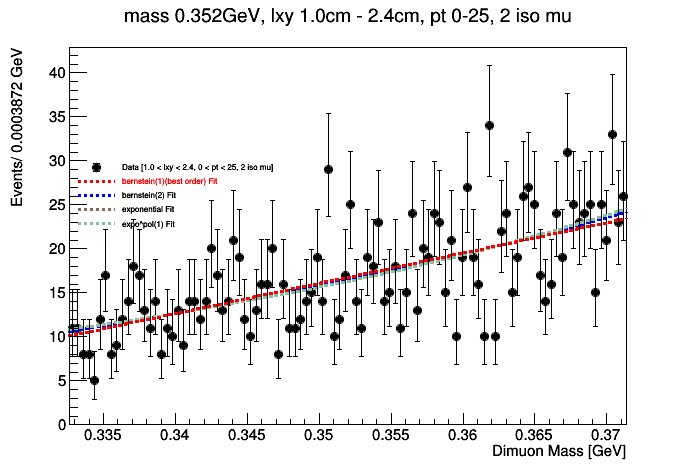 mass 0.352GeV, lxy 1.0cm - 2.4cm, pt 0-25, 2 iso mu
Events/ 0.0003872 GeV
40
35
30
25
20
15
10
5
0
Data [1.0 < lxy < 2.4, 0 < pt < 25, 2 iso mu]
bernstein(1)(best order) Fit
bernstein(2) Fit
exponential Fit
expo*pol(1) Fit
0.335 0.34 0.345 0.35 0.355 0.36 0.365 0.37
Dimuon Mass [GeV]